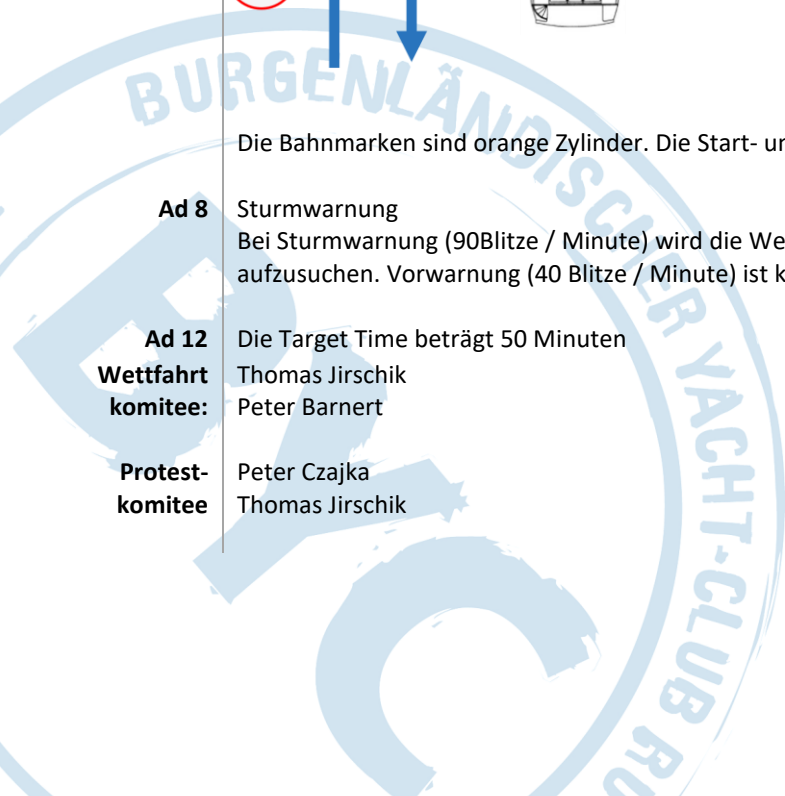 BURGENLÄNDISCHER YACHT-CLUB
Die Bahnmarken sind orange Zylinder. Die Start-
Ad 8 Sturmwarnung
Bei Sturmwarnung (90Blitze / Minute) wird die
aufzusuchen. Vorwarnung (40 Blitze / Minute) ist
Ad 12 Die Target Time beträgt 50 Minuten
Wettfahrt Thomas Jirschik
komitee: Peter Barnert
Protest- Peter Czajka
komitee Thomas Jirschik
BYC